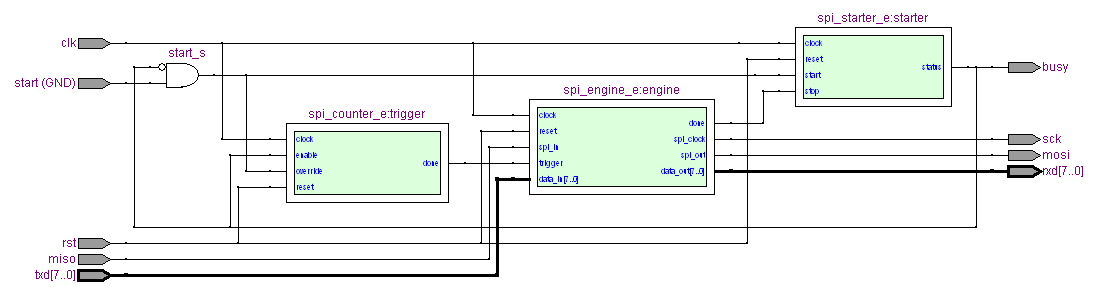 spi_starter_e:starter
clk
clock
start_s
reset
status
busy
start (GND)
start
stop
spi_engine_e:engine
spi_counter_e:trigger
clock
done
clock
reset
spi_clock
sck
enable
done
spi_in
spi_out
mosi
override
trigger
data_out[7..0]
rxd[7..0]
reset
data_in[7..0]
rst
miso
txd[7..0]